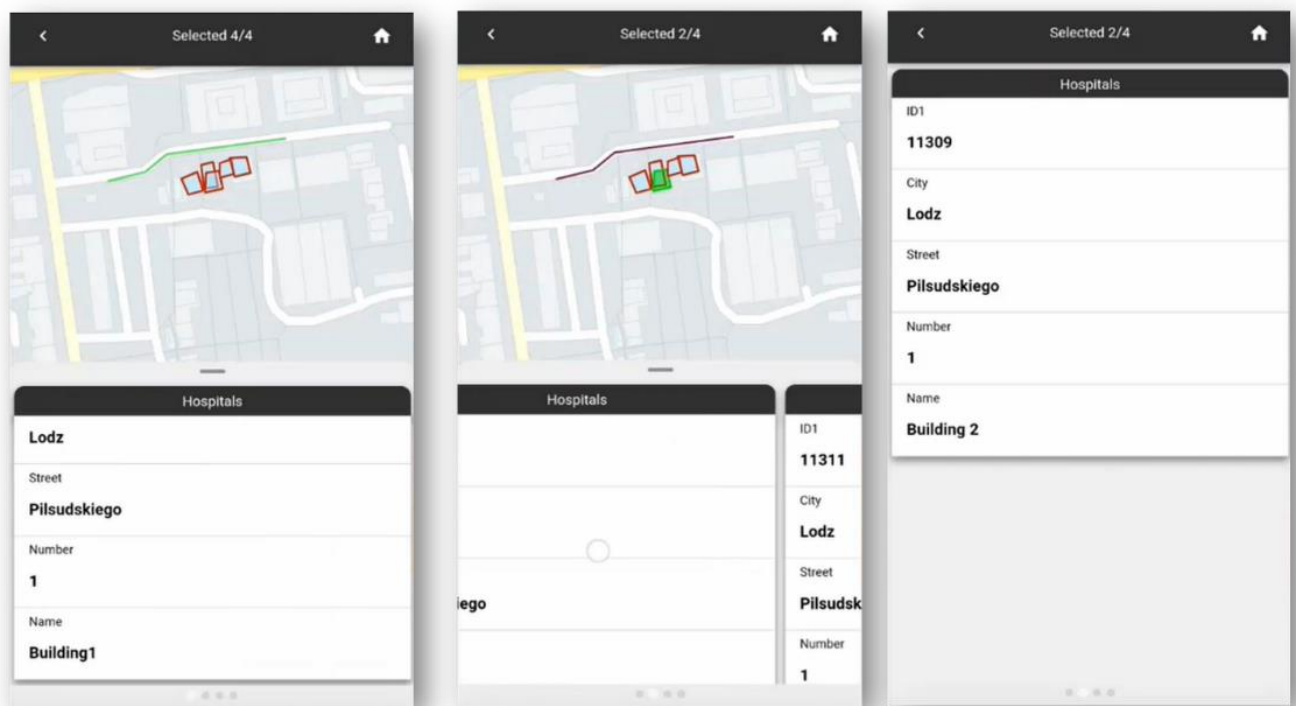 Selected 4/4
Hospitals
Lodz
Street
Pilsudskiego
Number
1
Name
Building1
Selected 2/4
Hospitals
iego
ID1
11311
City
Lodz
Street
Pilsudsk
Number
1
Selected 2/4
Hospitals
ID1
11309
City
Lodz
Street
Pilsudskiego
Number
1
Name
Building 2